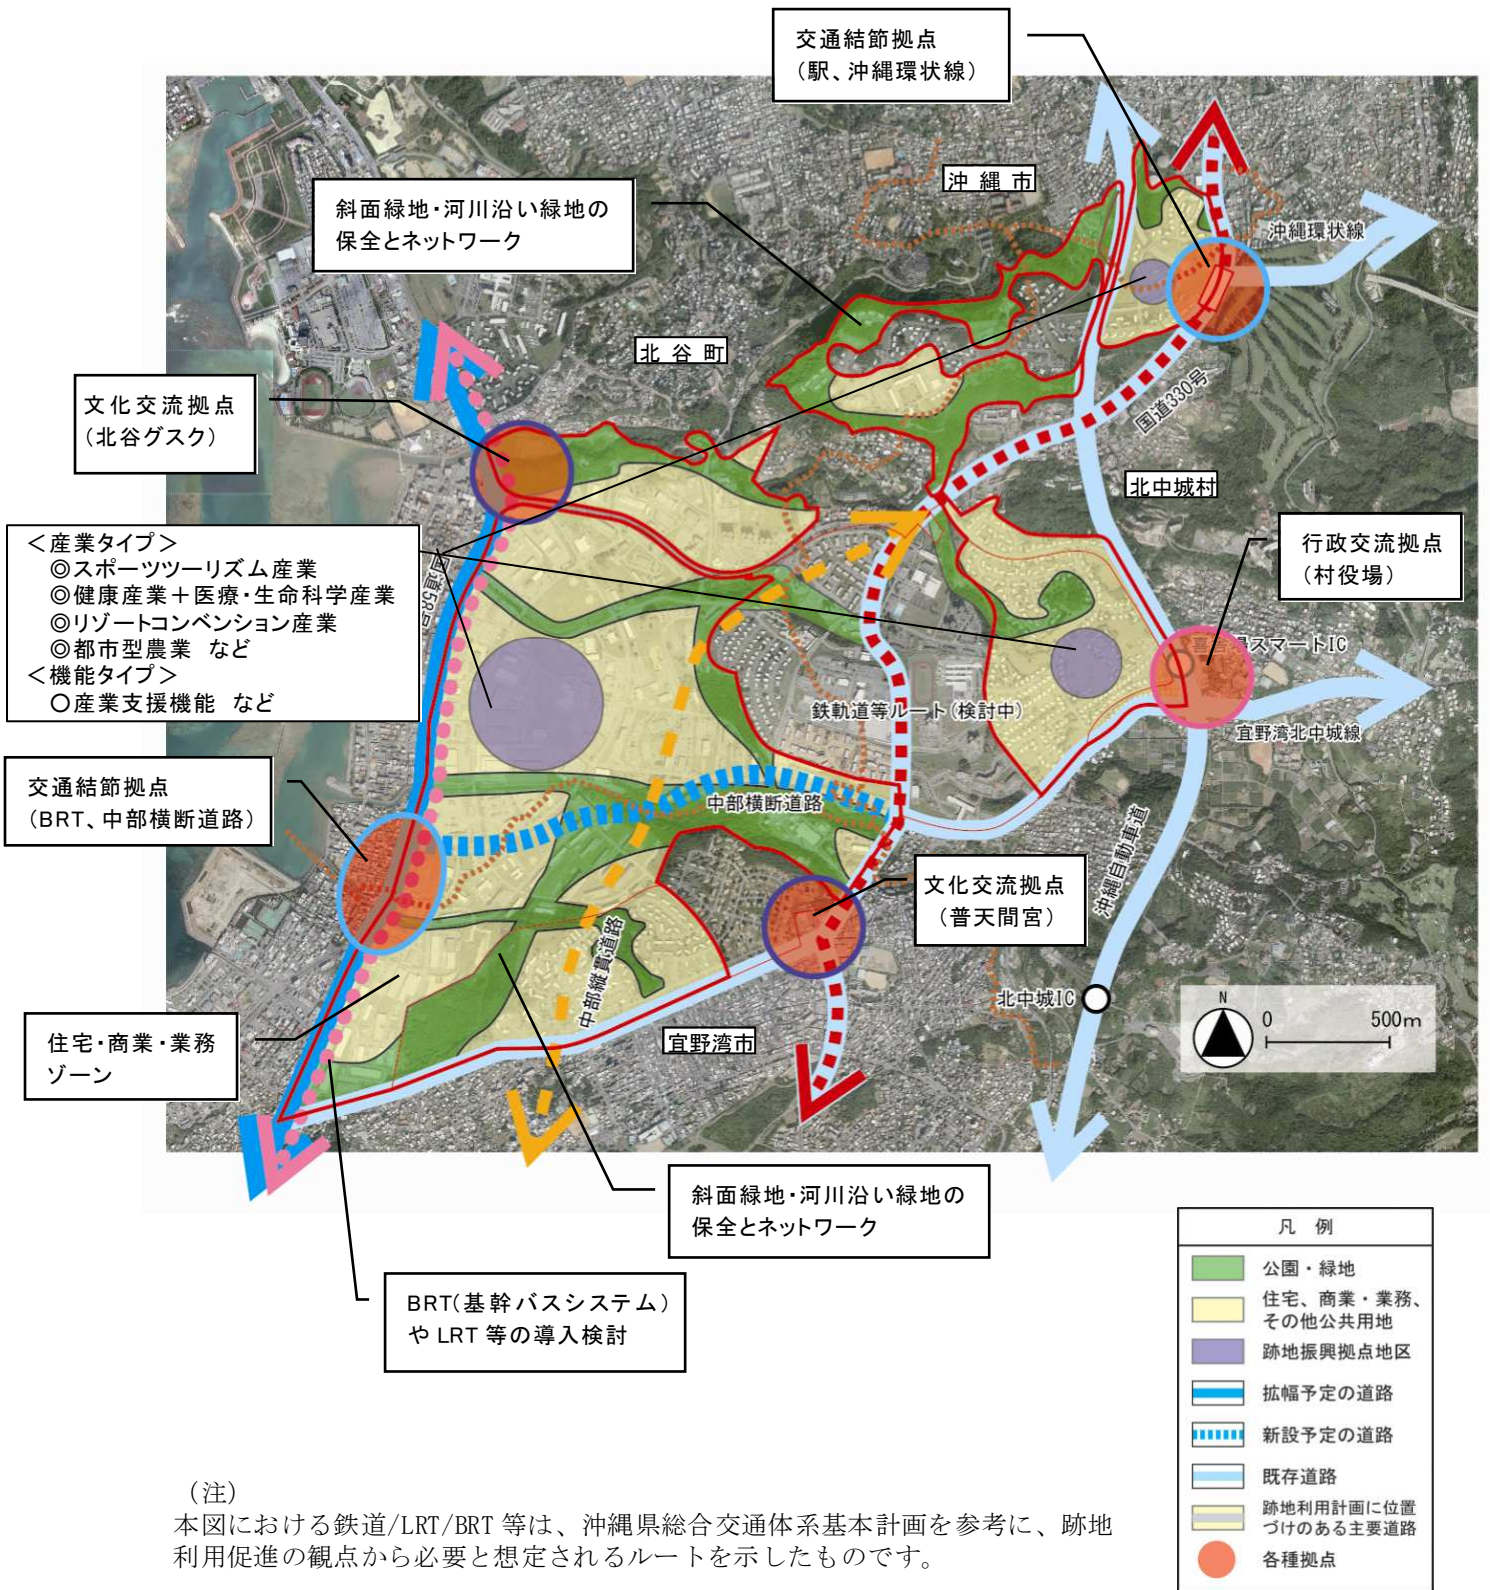 交通結節拠点
（駅、沖縄環状線）
沖縄市
斜面緑地・河川沿い緑地の
保全とネットワーク
沖縄環状線
北谷町
国道330号
文化交流拠点
（北谷グスク）
北中城村
＜産業タイプ＞
◎スポーツツーリズム産業
◎健康産業＋医療・生命科学産業
◎リゾートコンベンション産業
◎都市型農業 など
＜機能タイプ＞
〇産業支援機能 など
国道58号
行政交流拠点
（村役場）
スマートIC
鉄軌道等ルート（検討中）
宜野湾北中城線
交通結節拠点
（BRT、中部横断道路）
中部横断道路
沖縄自動車道
文化交流拠点
（普天間宮）
中部縦貫道路
北中城IC
住宅・商業・業務
ゾーン
宜野湾市
N
0 500m
斜面緑地・河川沿い緑地の
保全とネットワーク
BRT（基幹バスシステム）
や LRT 等の導入検討
凡 例
公園・緑地
住宅、商業・業務、
その他公共用地
跡地振興拠点地区
拡幅予定の道路
新設予定の道路
既存道路
跡地利用計画に位置
づけのある主要道路
各種拠点
（注）
本図における鉄道/LRT/BRT 等は、沖縄県総合交通体系基本計画を参考に、跡地
利用促進の観点から必要と想定されるルートを示したものです。